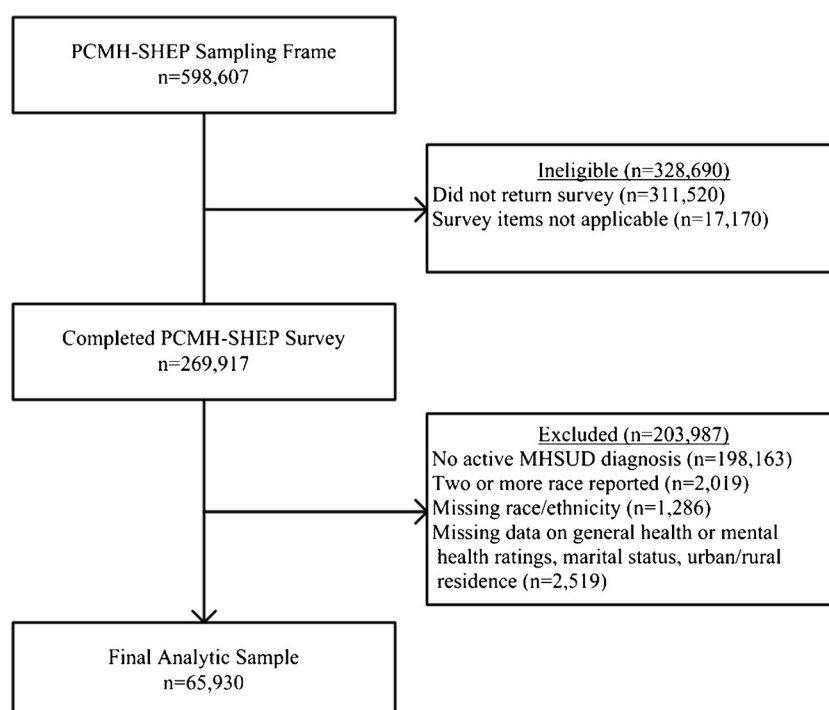 PCMH-SHEP Sampling Frame
n=598,607
Ineligible (n=328,690)
Did not return survey (n=311,520)
Survey items not applicable (n=17,170)
Completed PCMH-SHEP Survey
n=269,917
Excluded (n=203,987)
No active MHSUD diagnosis (n=198,163)
Two or more race reported (n=2,019)
Missing race/ethnicity (n=1,286)
Missing data on general health or mental
health ratings, marital status, urban/rural
residence (n=2,519)
Final Analytic Sample
n=65,930